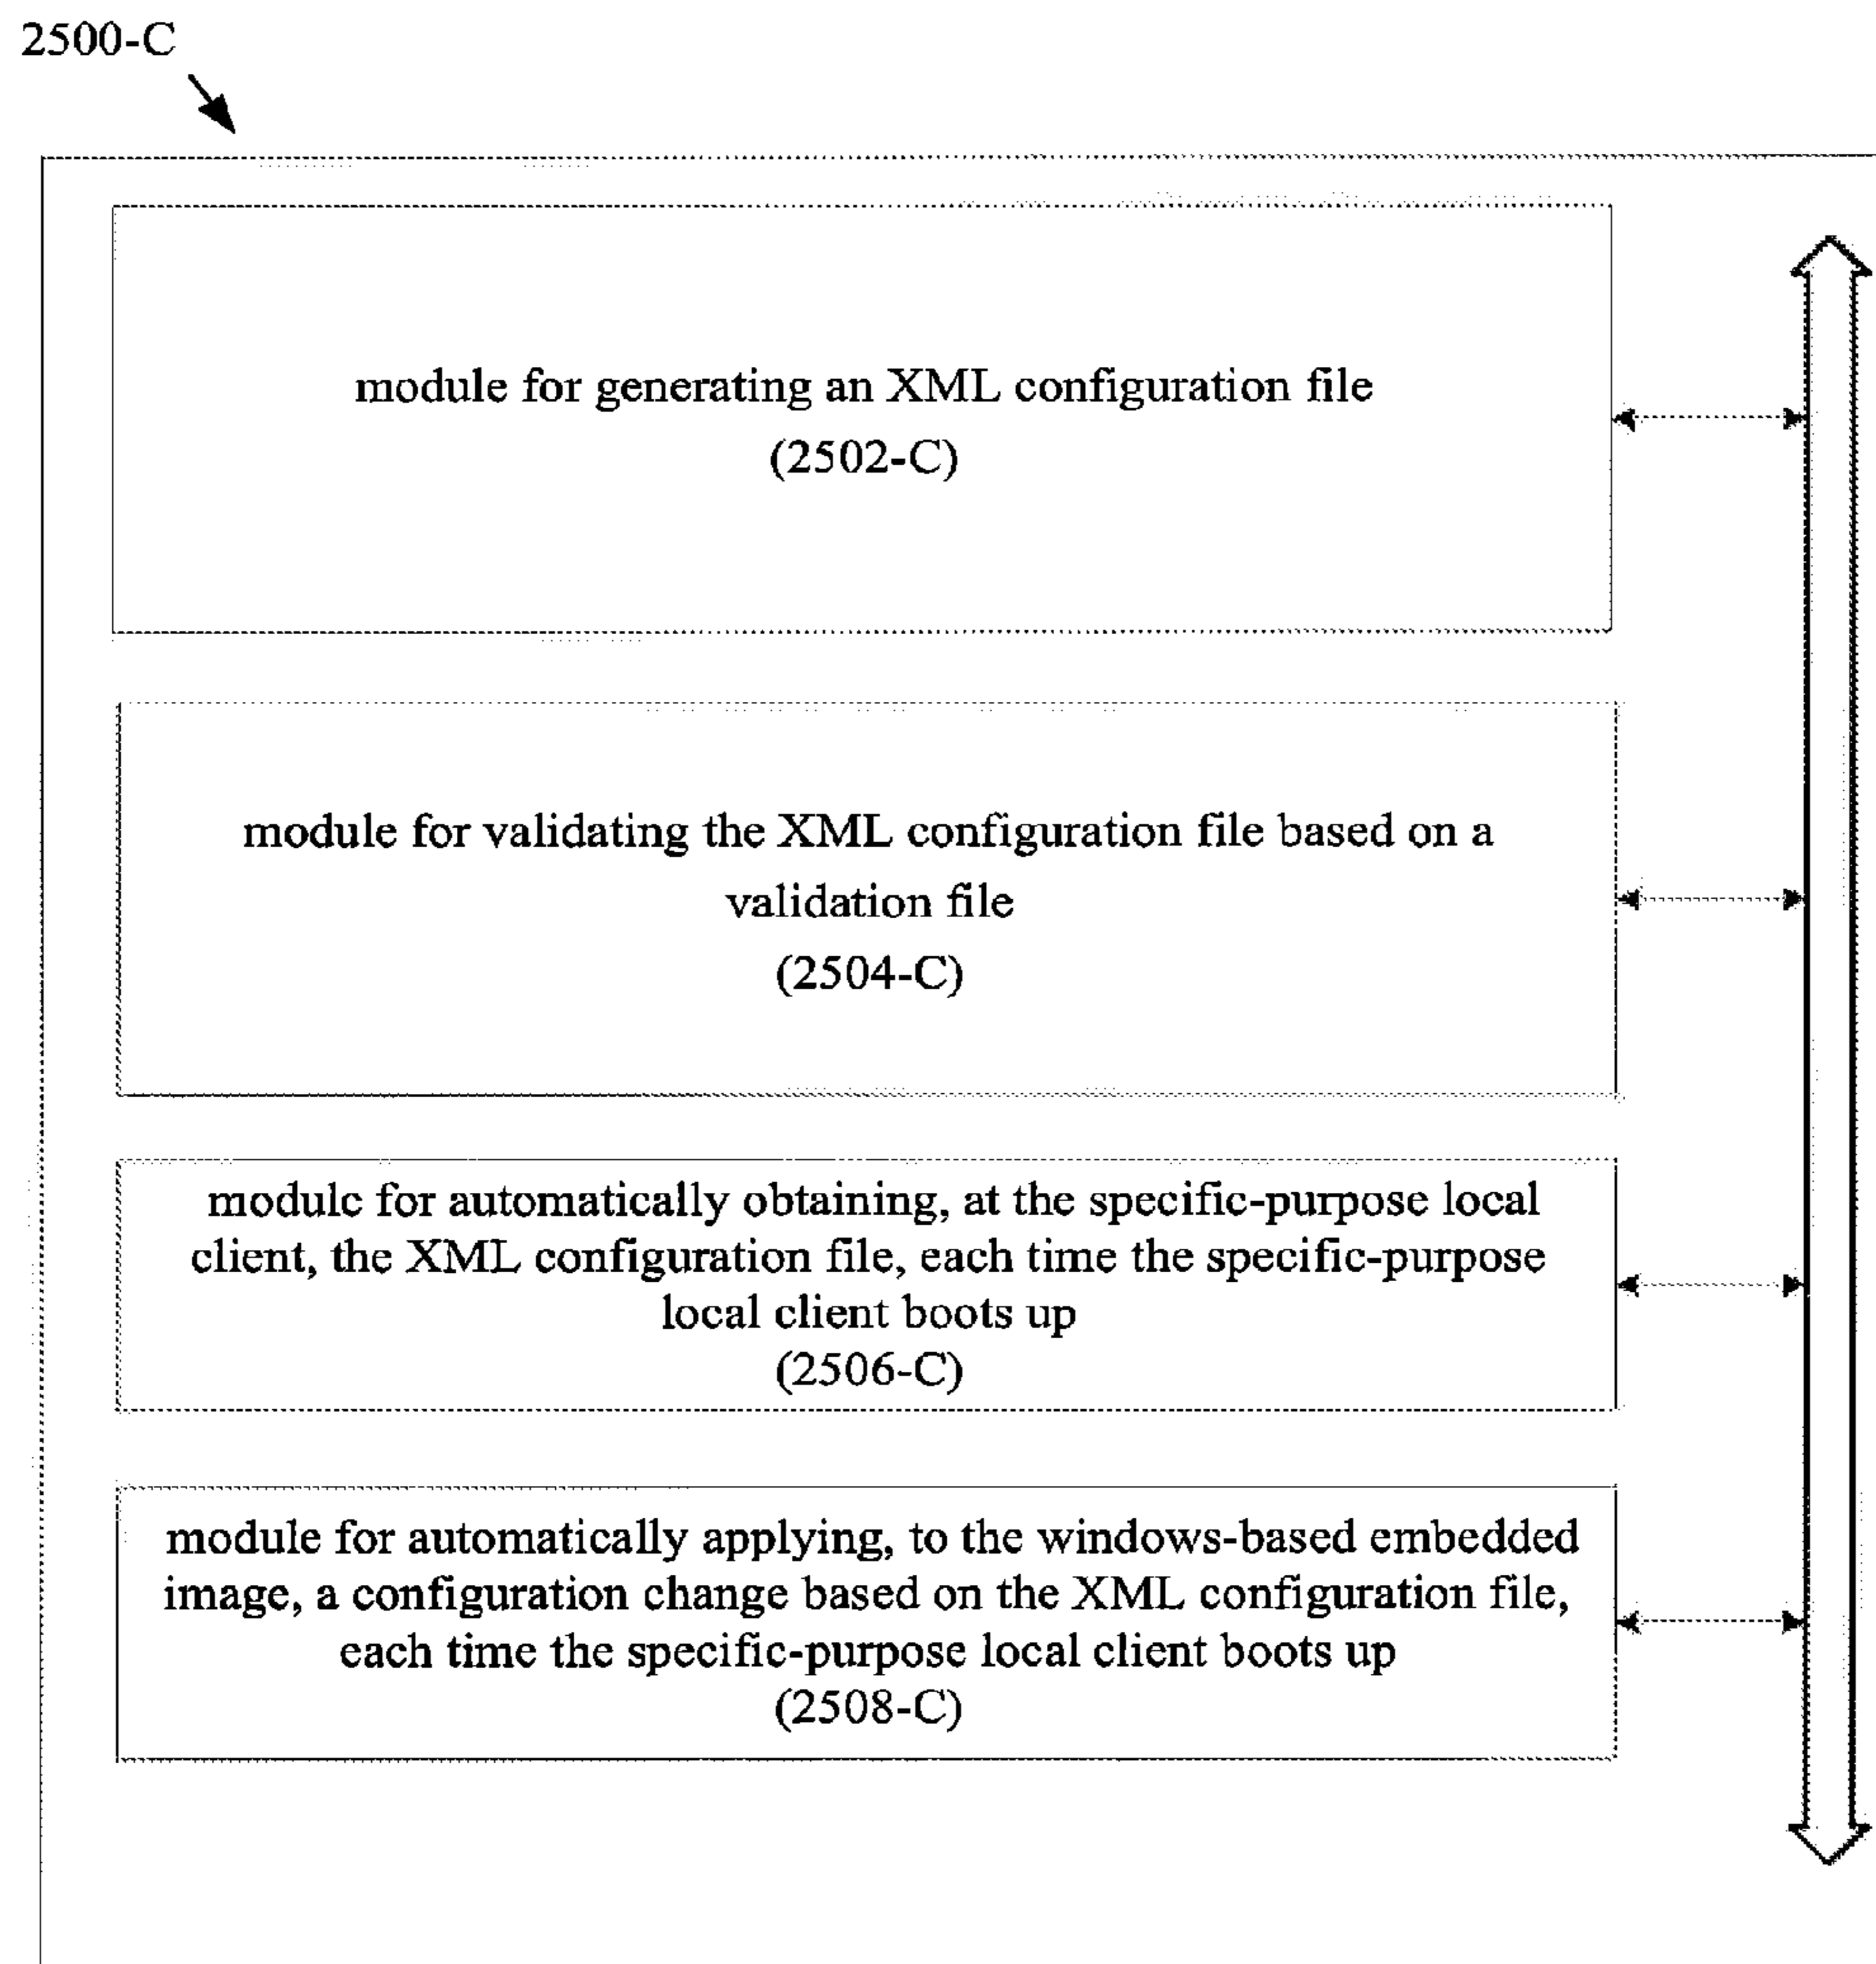 2500-C
module for generating an XML configuration file
(2502-C)
module for validating the XML configuration file based on a
validation file
(2504-C)
module for automatically obtaining, at the specific-purpose local
client, the XML configuration file, each time the specific-purpose
local client boots up
(2506-C)
module for automatically applying, to the windows-based embedded
image, a configuration change based on the XML configuration file,
each time the specific-purpose local client boots up
(2508-C)